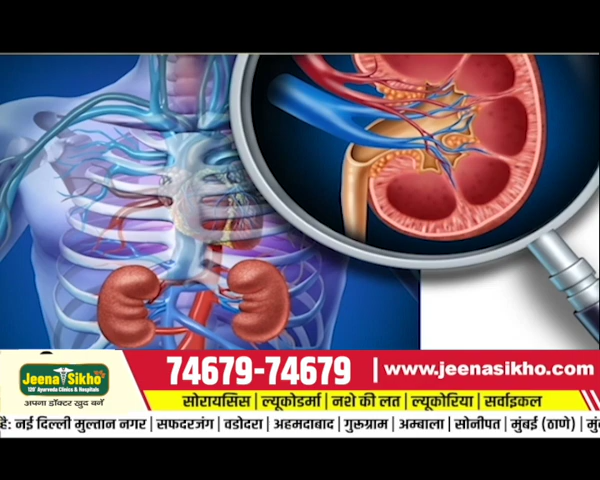 Jeena Sikho
120+ Ayurveda Clinics & Hospitals
अपना डॉक्टर खुद बनें
74679-74679 | www.jeenasikho.com
सोरायसिस | ल्यूकोडर्मा | नशे की लत | ल्यूकोरिया | सर्वाइकल
है: नई दिल्ली मुल्तान नगर | सफदरजंग | वडोदरा | अहमदाबाद | गुरूग्राम | अम्बाला | सोनीपत | मुंबई (ठाणे) |